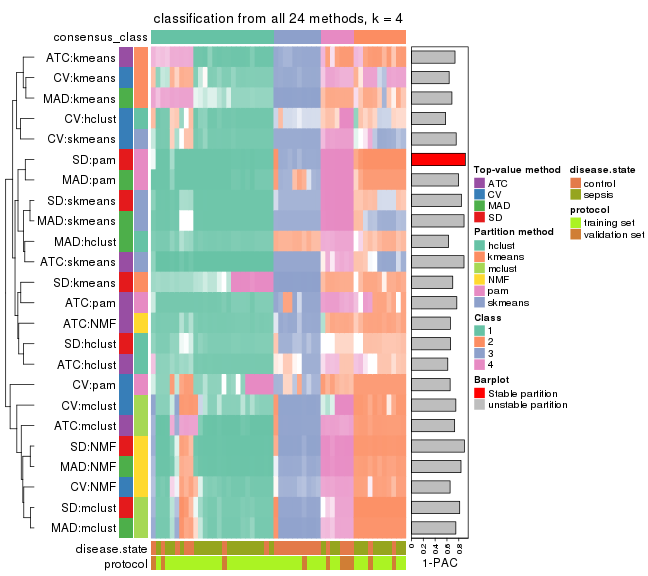 classification from all 24 methods, k = 4
consensus_class
ATC:kmeans
CV:kmeans
MAD:kmeans
CV:hclust
CV:skmeans
SD:pam
MAD:pam
SD:skmeans
MAD:skmeans
MAD:hclust
ATC:skmeans
SD:kmeans
ATC:pam
ATC:NMF
SD:hclust
ATC:hclust
CV:pam
CV:mclust
ATC:mclust
SD:NMF
MAD:NMF
CV:NMF
SD:mclust
MAD:mclust
disease.state
protocol
0 0.2 0.4 0.6 0.8
1-PAC
Top-value method
ATC
CV
MAD
SD
Partition method
hclust
kmeans
mclust
NMF
pam
skmeans
Class
1
2
3
4
Barplot
Stable partition
unstable partition
disease.state
control
sepsis
protocol
training set
validation set